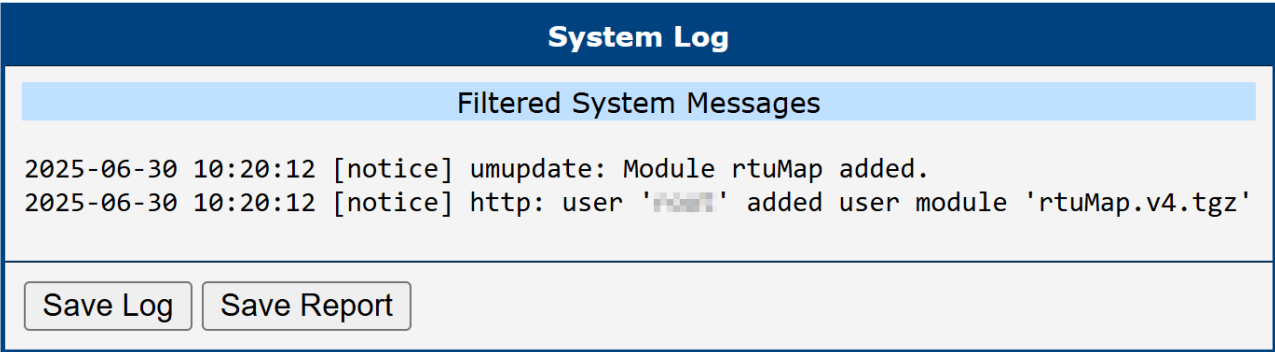 System Log
Filtered System Messages
2025-06-30 10:20:12 [notice] umupdate: Module rtuMap added.
2025-06-30 10:20:12 [notice] http: user '' added user module 'rtuMap.v4.tgz'
Save Log
Save Report